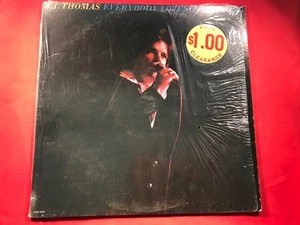 .J. THOMAS EVERYBODY LOVES
$1.00
CLEARANCE